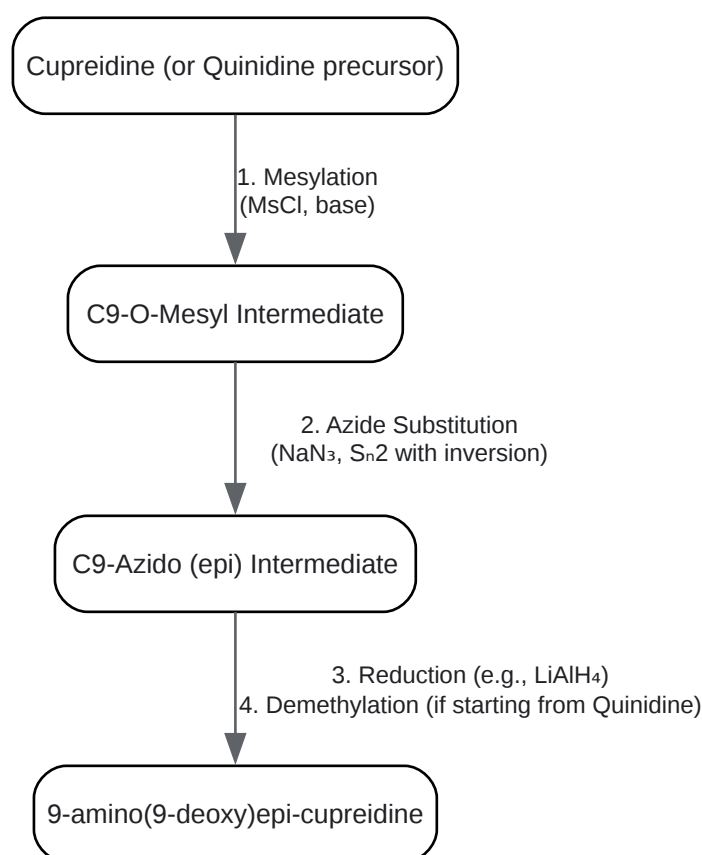 Cupreidine (or Quinidine precursor)
1. Mesylation
(MsCl, base)
C9-O-Mesyl Intermediate
2. Azide Substitution
(NaN₃, Sₙ2 with inversion)
C9-Azido (epi) Intermediate
3. Reduction (e.g., LiAlH₄)
4. Demethylation (if starting from Quinidine)
9-amino(9-deoxy)epi-cupreidine